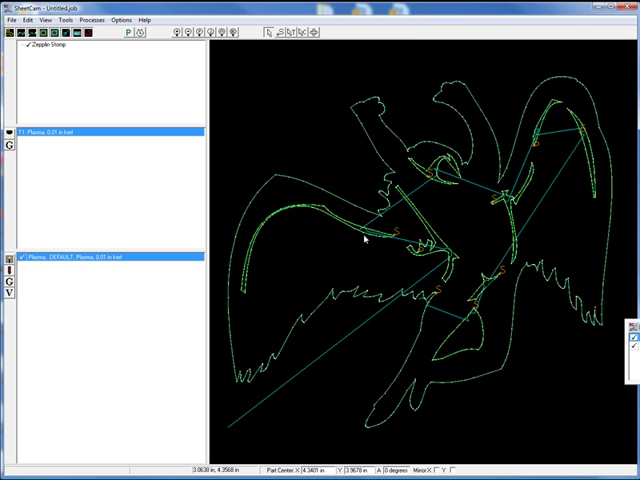 SheetCam - Untitled.job
File Edit View Tools Processes Options Help
P
Zepplin Stomp
T1: Plasma, 0.01 in kerf
G
Plasma, DEFAULT, Plasma, 0.01 in kerf
G
V
S
S
S
S
S
S
S
S
S
S
3.0638 in, 4.3568 in Part Center: X 4.3401 in Y 3.9678 in A 0 degrees Mirror X Y